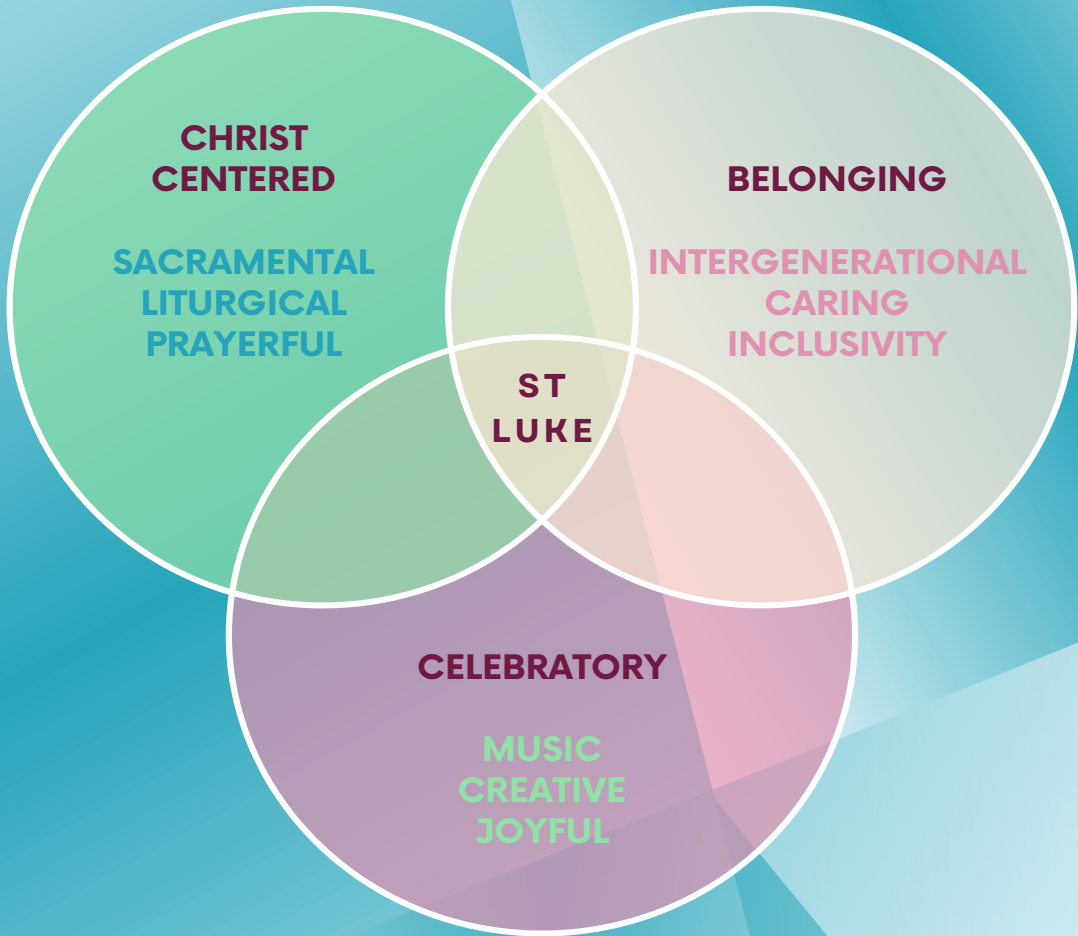 CHRIST
CENTERED
SACRAMENTAL
LITURGICAL
PRAYERFUL
BELONGING
INTERGENERATIONAL
CARING
INCLUSIVITY
ST
LUKE
CELEBRATORY
MUSIC
CREATIVE
JOYFUL